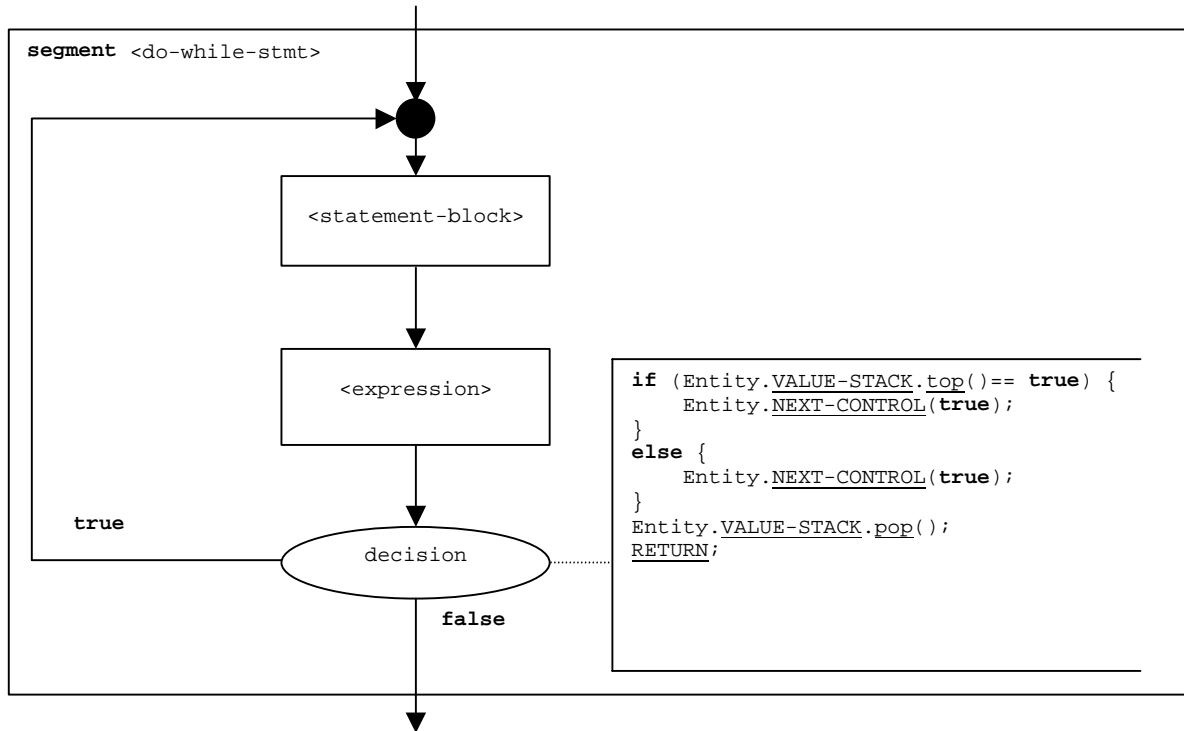 segment <do-while-stmt>
<statement-block>
<expression>
if (Entity.VALUE-STACK.top()== true) {
    Entity.NEXT-CONTROL(true);
}
else {
    Entity.NEXT-CONTROL(true);
}
Entity.VALUE-STACK.pop();
RETURN;
true
decision
false